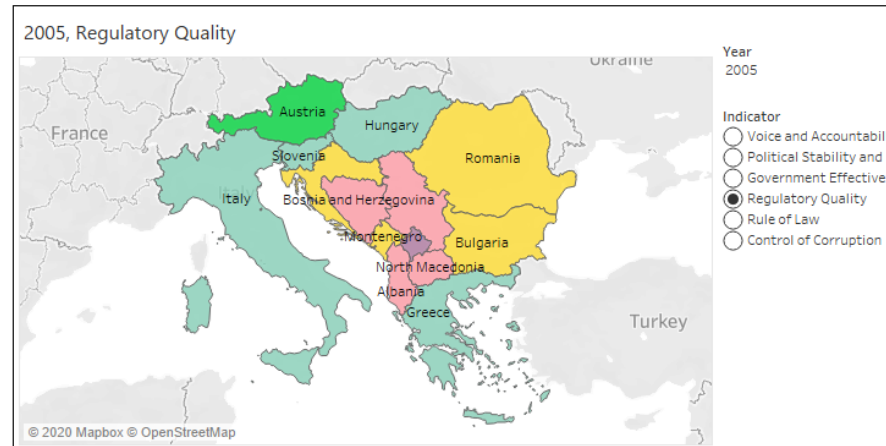 2005, Regulatory Quality
Ukraine
Year
2005
Austria
France
Hungary
Indicator
Voice and Accountabil
Slovenia
Romania
Political Stability and
Government Effective
Italy
Bosnia and Herzegovina
Regulatory Quality
Rule of Law
Montenegro
Bulgaria
Control of Corruption
North Macedonia
Albania
Greece
Turkey
© 2020 Mapbox © OpenStreetMap